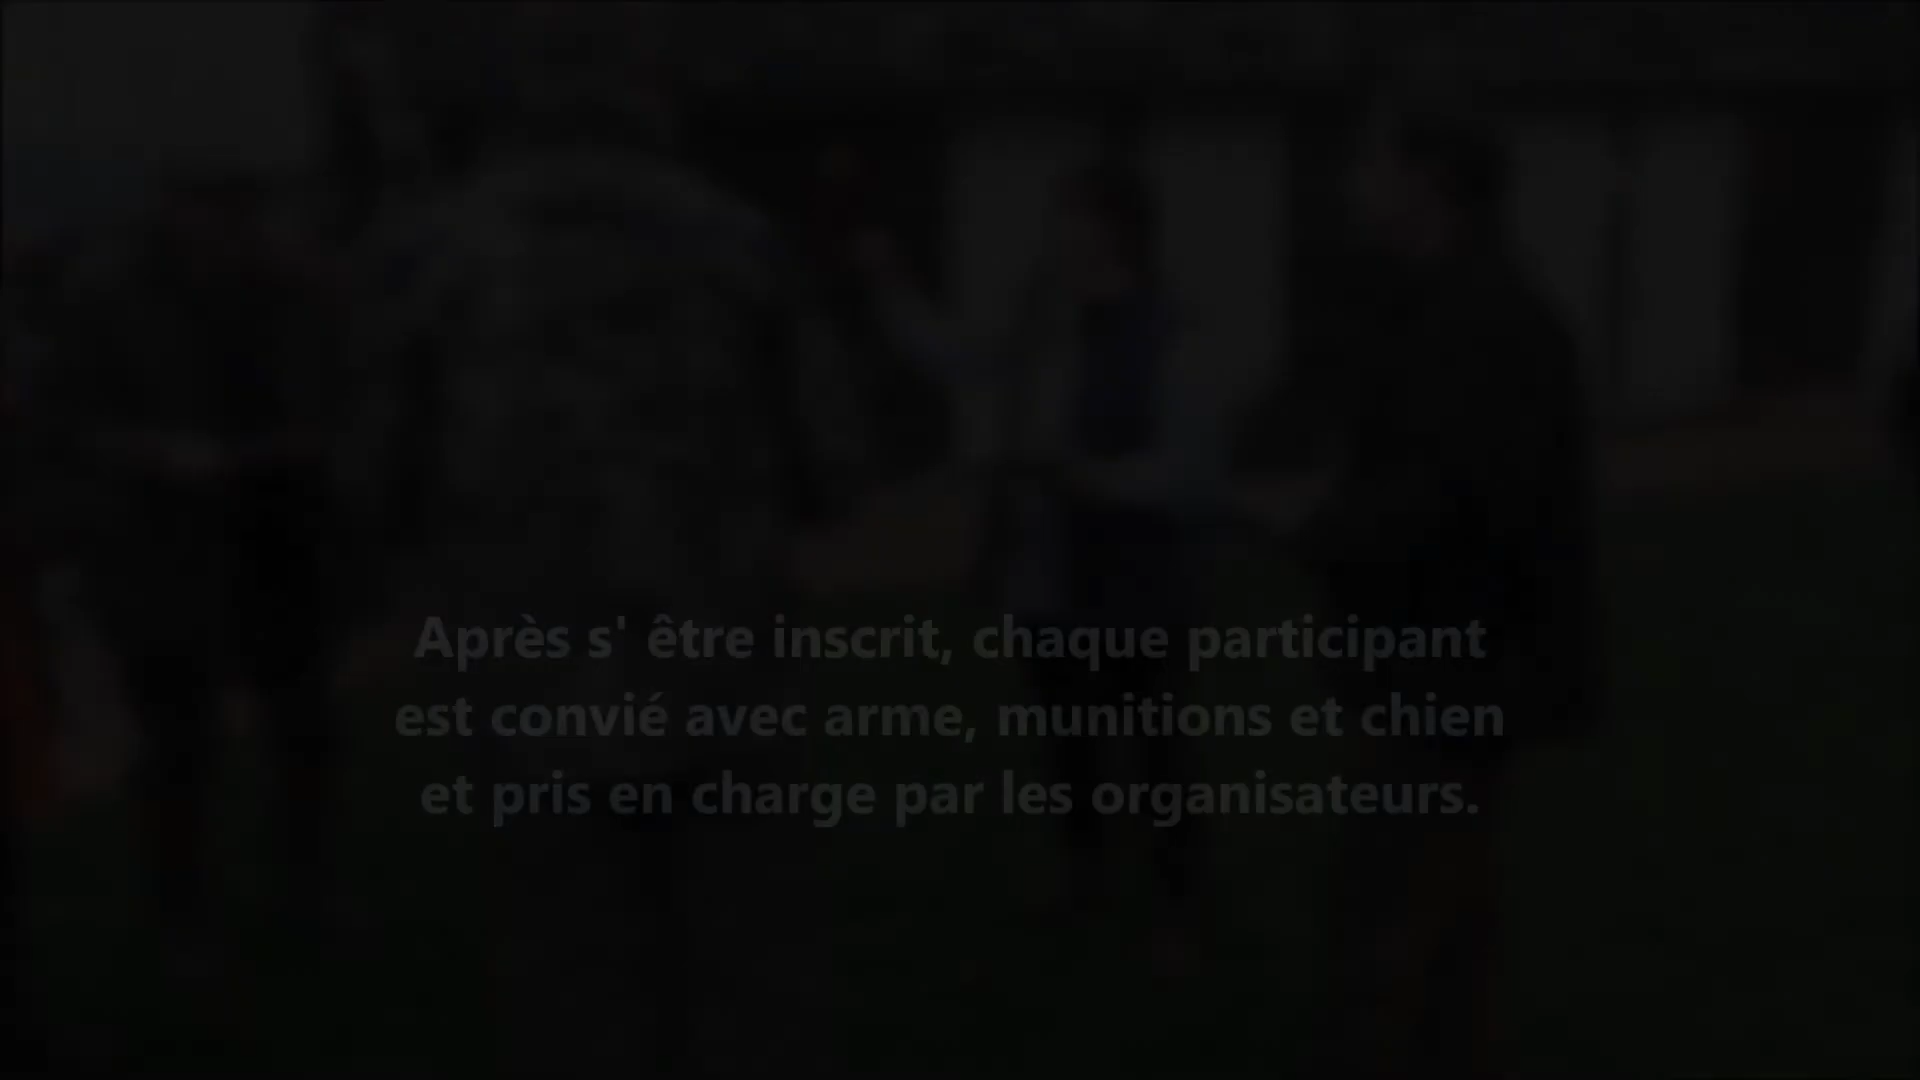 Après s' être inscrit, chaque participant
est convié avec arme, munitions et chien
et pris en charge par les organisateurs.